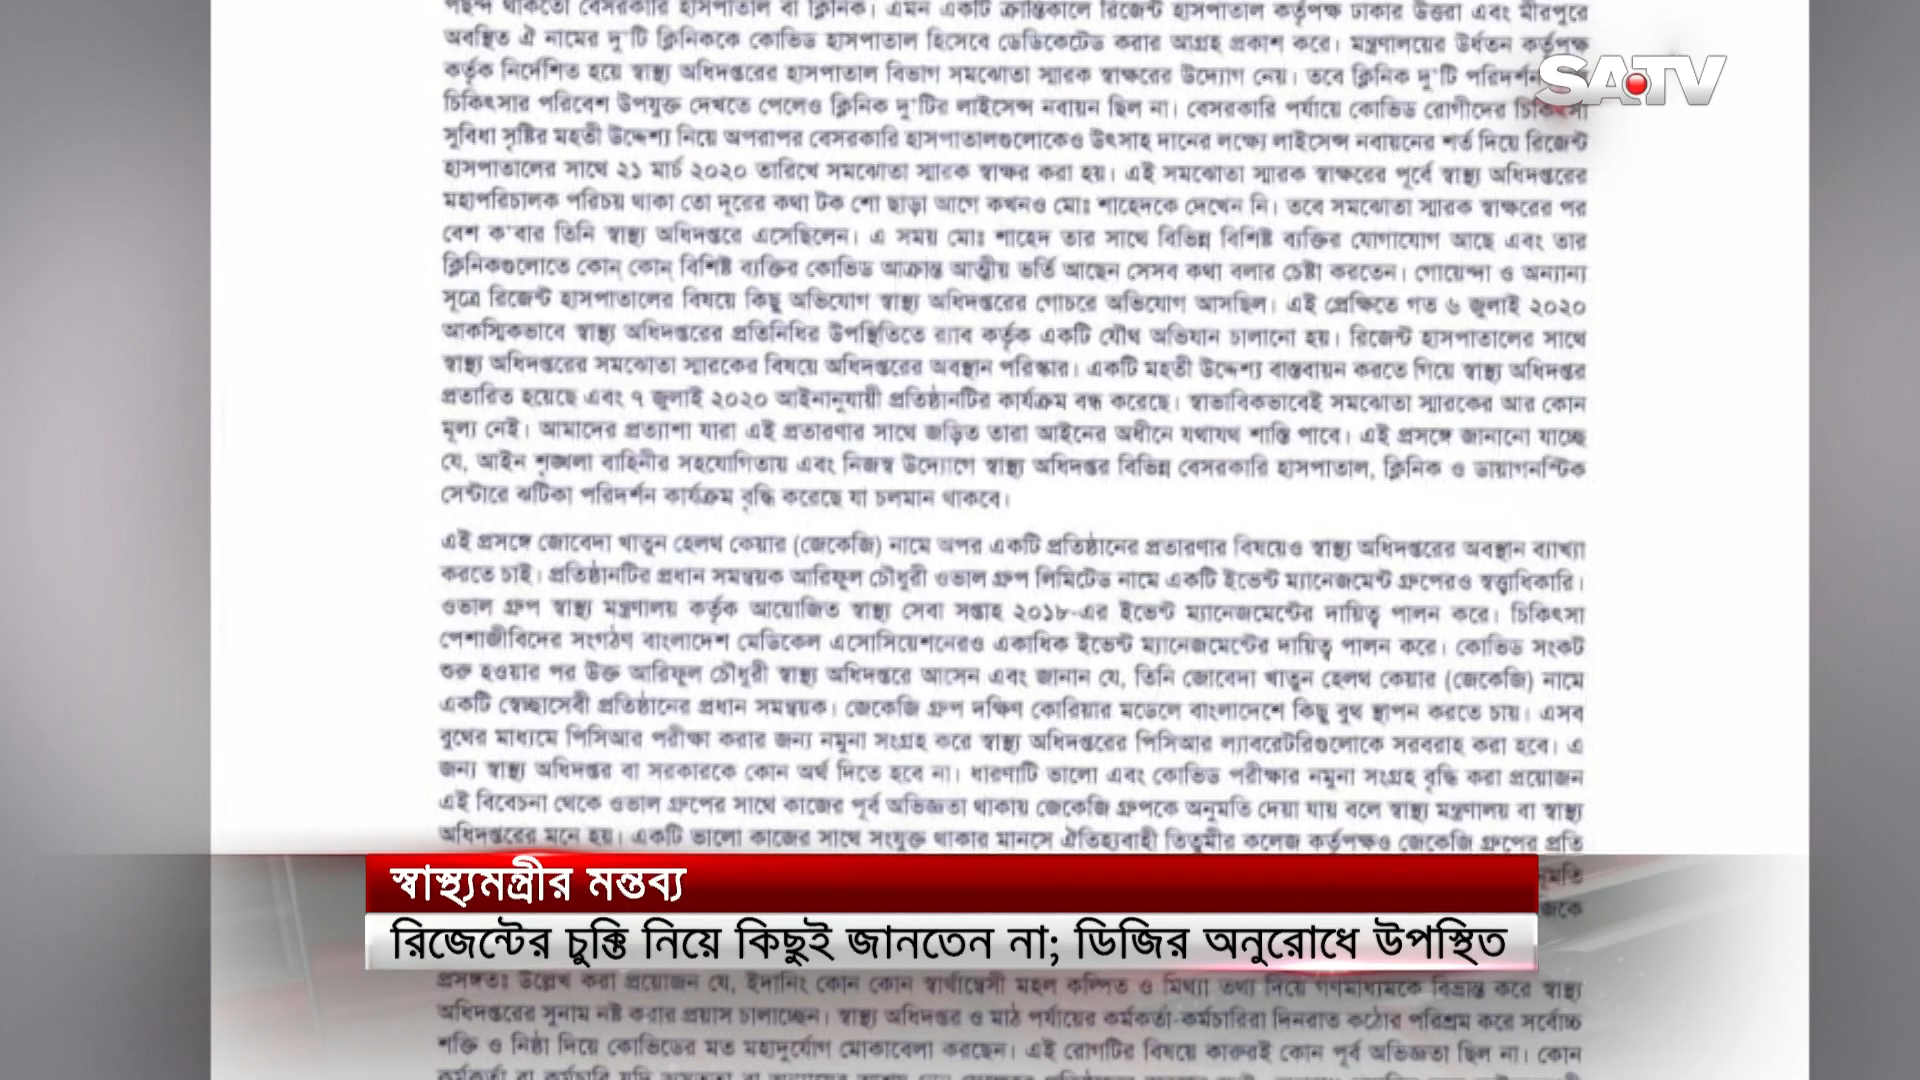 অবস্থিত ঐ নামের দু'টি ক্লিনিককে কোভিড হাসপাতাল হিসেবে ডেডিকেটেড করার আগ্রহ প্রকাশ করে। মন্ত্রণালয়ের উর্ধতন কর্তৃপক্ষ
কর্তৃক নির্দেশিত হয়ে স্বাস্থ্য অধিদপ্তরের হাসপাতাল বিভাগ সমঝোতা স্মারক স্বাক্ষরের উদ্যোগ নেয়। তবে ক্লিনিক দু'টি পরিদর্শন
SATV
চিকিৎসার পরিবেশ উপযুক্ত দেখতে পেলেও ক্লিনিক দু'টির লাইসেন্স নবায়ন ছিল না। বেসরকারি পর্যায়ে কোভিড রোগীদের চিকিৎসা
সুবিধা সৃষ্টির মহতী উদ্দেশ্য নিয়ে অপরাপর বেসরকারি হাসপাতালগুলোকেও উৎসাহ দানের লক্ষ্যে লাইসেন্স নবায়নের শর্ত দিয়ে রিজেন্ট
হাসপাতালের সাথে ২১ মার্চ ২০২০ তারিখে সমঝোতা স্মারক স্বাক্ষর করা হয়। এই সমঝোতা স্মারক স্বাক্ষরের পূর্বে স্বাস্থ্য অধিদপ্তরের
মহাপরিচালক পরিচয় থাকা তো দূরের কথা টক শো ছাড়া আগে কখনও মোঃ শাহেদকে দেখেন নি। তবে সমঝোতা স্মারক স্বাক্ষরের পর
বেশ ক'বার তিনি স্বাস্থ্য অধিদপ্তরে এসেছিলেন। এ সময় মোঃ শাহেদ তার সাথে বিভিন্ন বিশিষ্ট ব্যক্তির যোগাযোগ আছে এবং তার
ক্লিনিকগুলোতে কোন্ কোন্ বিশিষ্ট ব্যক্তির কোভিড আক্রান্ত আত্মীয় ভর্তি আছেন সেসব কথা বলার চেষ্টা করতেন। গোয়েন্দা ও অন্যান্য
সূত্রে রিজেন্ট হাসপাতালের বিষয়ে কিছু অভিযোগ স্বাস্থ্য অধিদপ্তরের গোচরে অভিযোগ আসছিল। এই প্রেক্ষিতে গত ৬ জুলাই ২০২০
আকস্মিকভাবে স্বাস্থ্য অধিদপ্তরের প্রতিনিধির উপস্থিতিতে র‍্যাব কর্তৃক একটি যৌথ অভিযান চালানো হয়। রিজেন্ট হাসপাতালের সাথে
স্বাস্থ্য অধিদপ্তরের সমঝোতা স্মারকের বিষয়ে অধিদপ্তরের অবস্থান পরিষ্কার। একটি মহতী উদ্দেশ্য বাস্তবায়ন করতে গিয়ে স্বাস্থ্য অধিদপ্তর
প্রতারিত হয়েছে এবং ৭ জুলাই ২০২০ আইনানুযায়ী প্রতিষ্ঠানটির কার্যক্রম বন্ধ করেছে। স্বাভাবিকভাবেই সমঝোতা স্মারকের আর কোন
মূল্য নেই। আমাদের প্রত্যাশা যারা এই প্রতারণার সাথে জড়িত তারা আইনের অধীনে যথাযথ শাস্তি পাবে। এই প্রসঙ্গে জানানো যাচ্ছে
যে, আইন শৃঙ্খলা বাহিনীর সহযোগিতায় এবং নিজস্ব উদ্যোগে স্বাস্থ্য অধিদপ্তর বিভিন্ন বেসরকারি হাসপাতাল, ক্লিনিক ও ডায়াগনস্টিক
সেন্টারে ঝটিকা পরিদর্শন কার্যক্রম বৃদ্ধি করেছে যা চলমান থাকবে।
এই প্রসঙ্গে জোবেদা খাতুন হেলথ কেয়ার (জেকেজি) নামে অপর একটি প্রতিষ্ঠানের প্রতারণার বিষয়েও স্বাস্থ্য অধিদপ্তরের অবস্থান ব্যাখ্যা
করতে চাই। প্রতিষ্ঠানটির প্রধান সমন্বয়ক আরিফুল চৌধুরী ওভাল গ্রুপ লিমিটেড নামে একটি ইভেন্ট ম্যানেজমেন্ট গ্রুপেরও স্বত্ত্বাধিকারি।
ওভাল গ্রুপ স্বাস্থ্য মন্ত্রণালয় কর্তৃক আয়োজিত স্বাস্থ্য সেবা সপ্তাহ ২০১৮-এর ইভেন্ট ম্যানেজমেন্টের দায়িত্ব পালন করে। চিকিৎসা
পেশাজীবিদের সংগঠণ বাংলাদেশ মেডিকেল এসোসিয়েশনেরও একাধিক ইভেন্ট ম্যানেজমেন্টের দায়িত্ব পালন করে। কোভিড সংকট
শুরু হওয়ার পর উক্ত আরিফুল চৌধুরী স্বাস্থ্য অধিদপ্তরে আসেন এবং জানান যে, তিনি জোবেদা খাতুন হেলথ কেয়ার (জেকেজি) নামে
একটি স্বেচ্ছাসেবী প্রতিষ্ঠানের প্রধান সমন্বয়ক। জেকেজি গ্রুপ দক্ষিণ কোরিয়ার মডেলে বাংলাদেশে কিছু বুথ স্থাপন করতে চায়। এসব
বুথের মাধ্যমে পিসিআর পরীক্ষা করার জন্য নমুনা সংগ্রহ করে স্বাস্থ্য অধিদপ্তরের পিসিআর ল্যাবরেটরিগুলোকে সরবরাহ করা হবে। এ
জন্য স্বাস্থ্য অধিদপ্তর বা সরকারকে কোন অর্থ দিতে হবে না। ধারণাটি ভালো এবং কোভিড পরীক্ষার নমুনা সংগ্রহ বৃদ্ধি করা প্রয়োজন
এই বিবেচনা থেকে ওভাল গ্রুপের সাথে কাজের পূর্ব অভিজ্ঞতা থাকায় জেকেজি গ্রুপকে অনুমতি দেয়া যায় বলে স্বাস্থ্য মন্ত্রণালয় বা স্বাস্থ্য
অধিদপ্তরের মনে হয়। একটি ভালো কাজের সাথে সংযুক্ত থাকার মানসে ঐতিহ্যবাহী তিতুমীর কলেজ কর্তৃপক্ষও জেকেজি গ্রুপের প্রতি
স্বাস্থ্যমন্ত্রীর মন্তব্য
রিজেন্টের চুক্তি নিয়ে কিছুই জানতেন না; ডিজির অনুরোধে উপস্থিত
প্রসঙ্গতঃ উল্লেখ করা প্রয়োজন যে, ইদানিং কোন কোন স্বার্থান্বেসী মহল কল্পিত ও মিথ্যা তথ্য দিয়ে গণমাধ্যমকে বিভ্রান্ত করে স্বাস্থ্য
অধিদপ্তরের সুনাম নষ্ট করার প্রয়াস চালাচ্ছেন। স্বাস্থ্য অধিদপ্তর ও মাঠ পর্যায়ের কর্মকর্তা-কর্মচারিরা দিনরাত কঠোর পরিশ্রম করে সর্বোচ্চ
শক্তি ও নিষ্ঠা দিয়ে কোভিডের মত মহাদূর্যোগ মোকাবেলা করছেন। এই রোগটির বিষয়ে কারুরই কোন পূর্ব অভিজ্ঞতা ছিল না। কোন